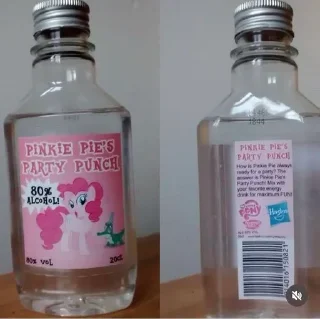 PINKIE PIE'S
PARTY PUNCH
80%
ALCOHOL!
80% VOL
20CL
PINKIE PIE'S
PARTY PUNCH
How is Pinkie Pie always
ready for a party? The
answer is Pinkie Pie's
Party Punch! Mix with
your favorite energy
drink for maximum FUN!
Hasbro